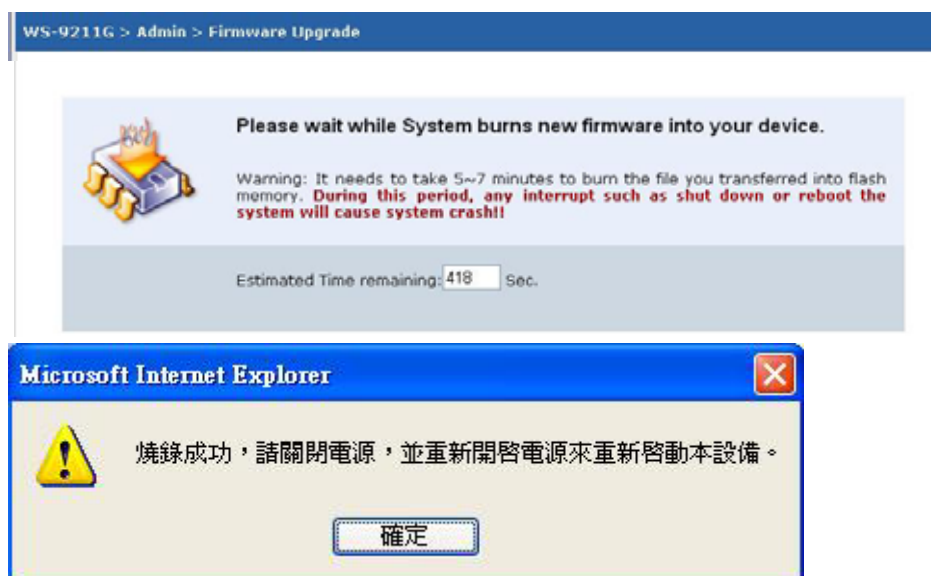 WS-9211G > Admin > Firmware Upgrade
Please wait while System burns new firmware into your device.
Warning: It needs to take 5~7 minutes to burn the file you transferred into flash
memory. During this period, any interrupt such as shut down or reboot the
system will cause system crash!!
Estimated Time remaining: 418 Sec.
Microsoft Internet Explorer
燒錄成功，請關閉電源，並重新開啓電源來重新啓動本設備。
確定